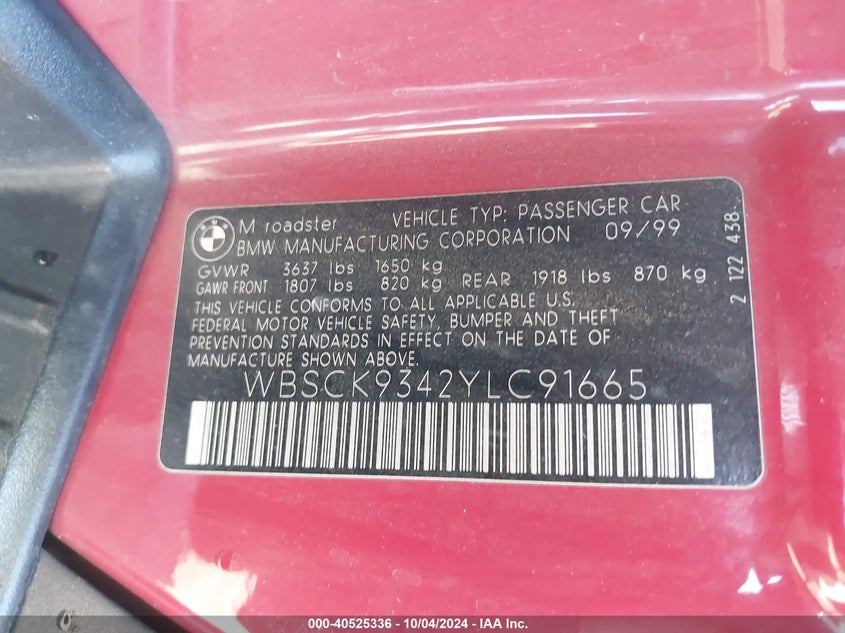 M roadster VEHICLE TYP: PASSENGER CAR
BMW MANUFACTURING CORPORATION 09/99
GVWR 3637 lbs 1650 kg
GAWR FRONT 1807 lbs 820 kg REAR 1918 lbs 870 kg
THIS VEHICLE CONFORMS TO ALL APPLICABLE U.S.
FEDERAL MOTOR VEHICLE SAFETY, BUMPER AND THEFT
PREVENTION STANDARDS IN EFFECT ON THE DATE OF
MANUFACTURE SHOWN ABOVE.
WBSCK9342YLC91665
2 122 438
000-40525336 - 10/04/2024 - IAA Inc.